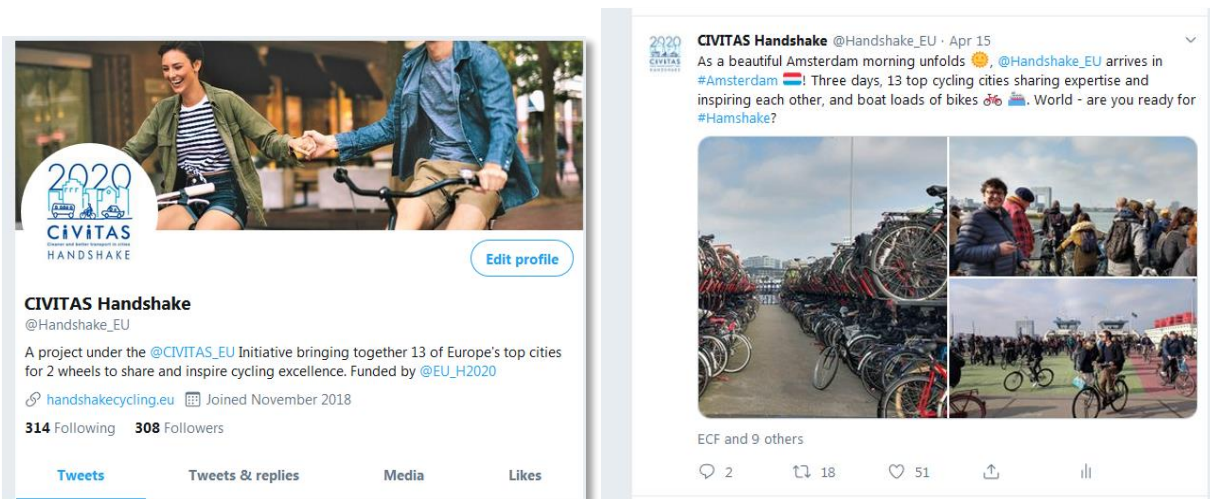 2020
CiViTAS
Cleaner and better transport in cities
HANDSHAKE
Edit profile
CIVITAS Handshake
@Handshake_EU
A project under the @CIVITAS_EU Initiative bringing together 13 of Europe's top cities
for 2 wheels to share and inspire cycling excellence. Funded by @EU_H2020
handshakecycling.eu Joined November 2018
314 Following 308 Followers
Tweets Tweets & replies Media Likes
2020
CIVITAS
HANDSHAKE
CIVITAS Handshake @Handshake_EU · Apr 15
As a beautiful Amsterdam morning unfolds 🌞, @Handshake_EU arrives in
#Amsterdam 🇳🇱! Three days, 13 top cycling cities sharing expertise and
inspiring each other, and boat loads of bikes 🚲 🚢. World - are you ready for
#Hamshake?
ECF and 9 others
2 18 51